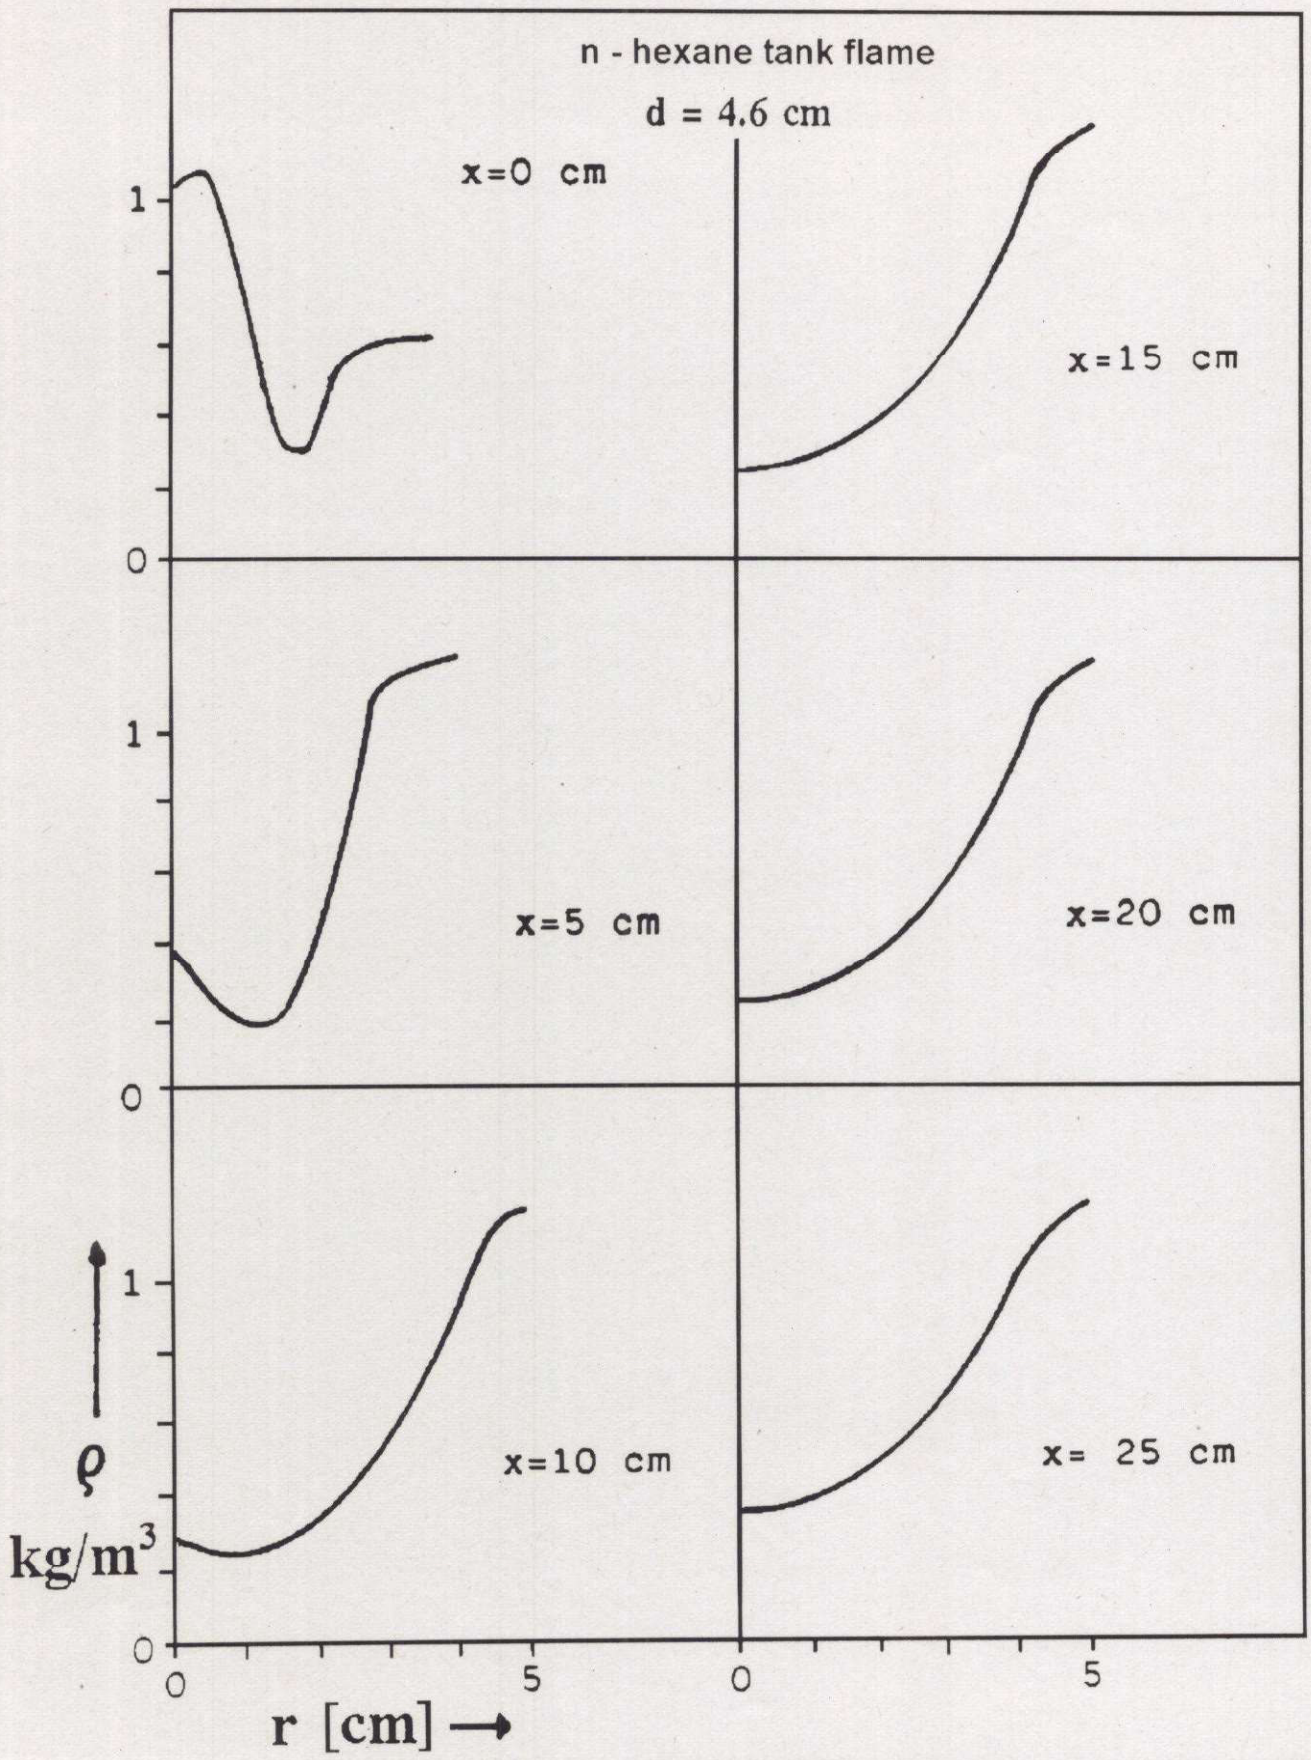 n - hexane tank flame
d = 4.6 cm
x=0 cm
1
0
x=15 cm
x=5 cm
1
0
x=20 cm
x=10 cm
1
0
x= 25 cm
ρ
kg/m³
0 5
0 5
r [cm] →